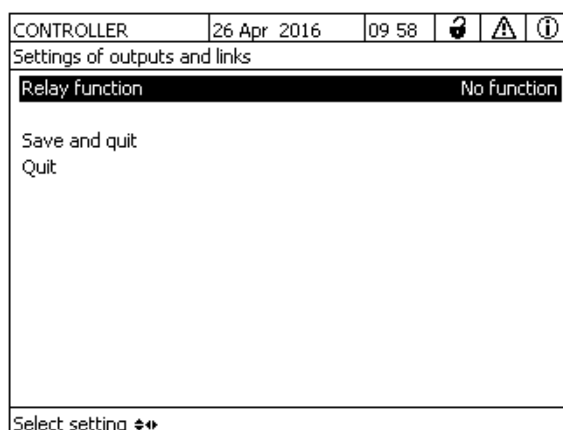 CONTROLLER 26 Apr 2016 09 58
Settings of outputs and links
Relay function No function
Save and quit
Quit
Select setting